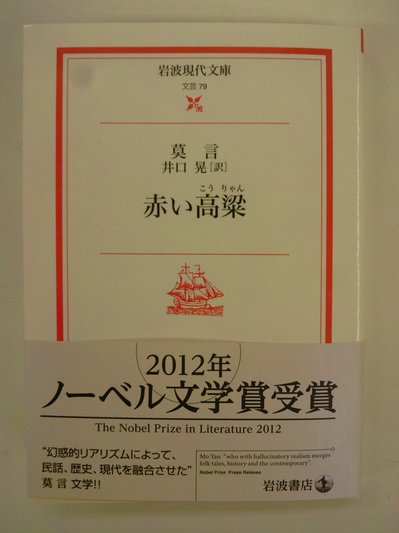 岩波現代文庫
文芸 79
莫言
井口 晃[訳]
こう りゃん
赤い高粱
2012年
ノーベル文学賞受賞
The Nobel Prize in Literature 2012
"幻惑的リアリズムによって、
民話、歴史、現代を融合させた"
莫言 文学!!
Mo Yan "who with hallucinatory realism merges
folk tales, history and the contemporary".
Nobel Prize Press Release
岩波書店